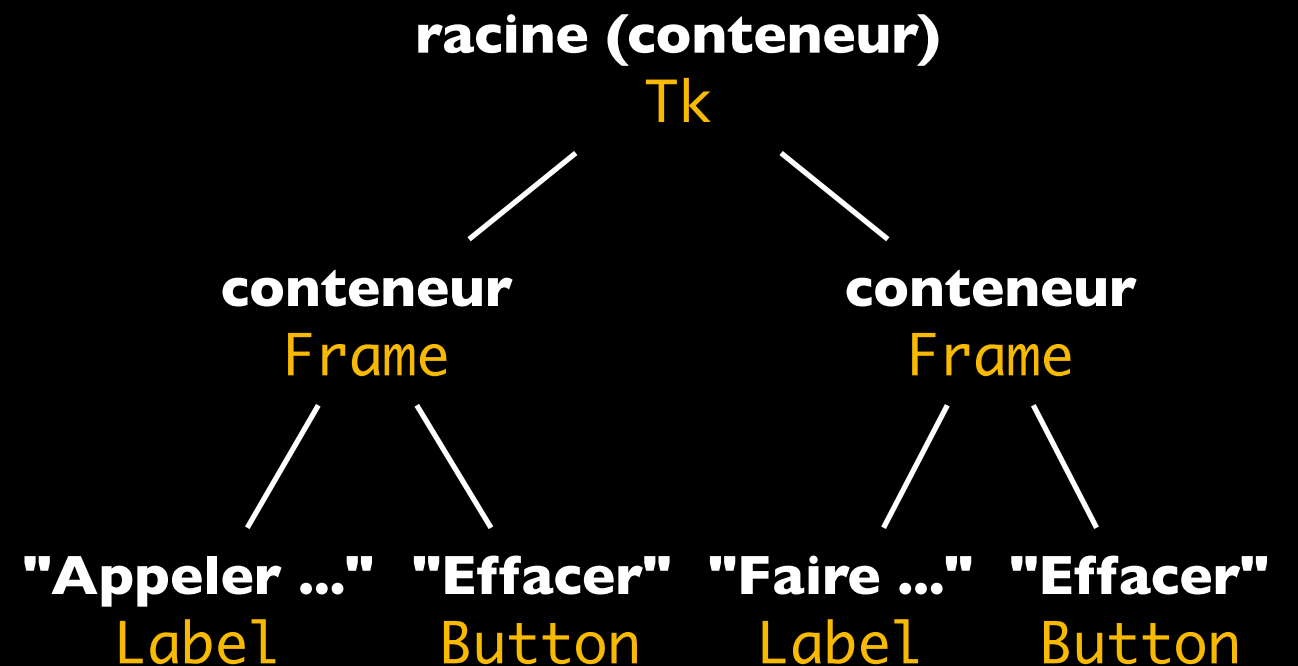 racine (conteneur)
Tk
conteneur conteneur
Frame Frame
"Appeler ..." "Effacer" "Faire ..." "Effacer"
Label Button Label Button